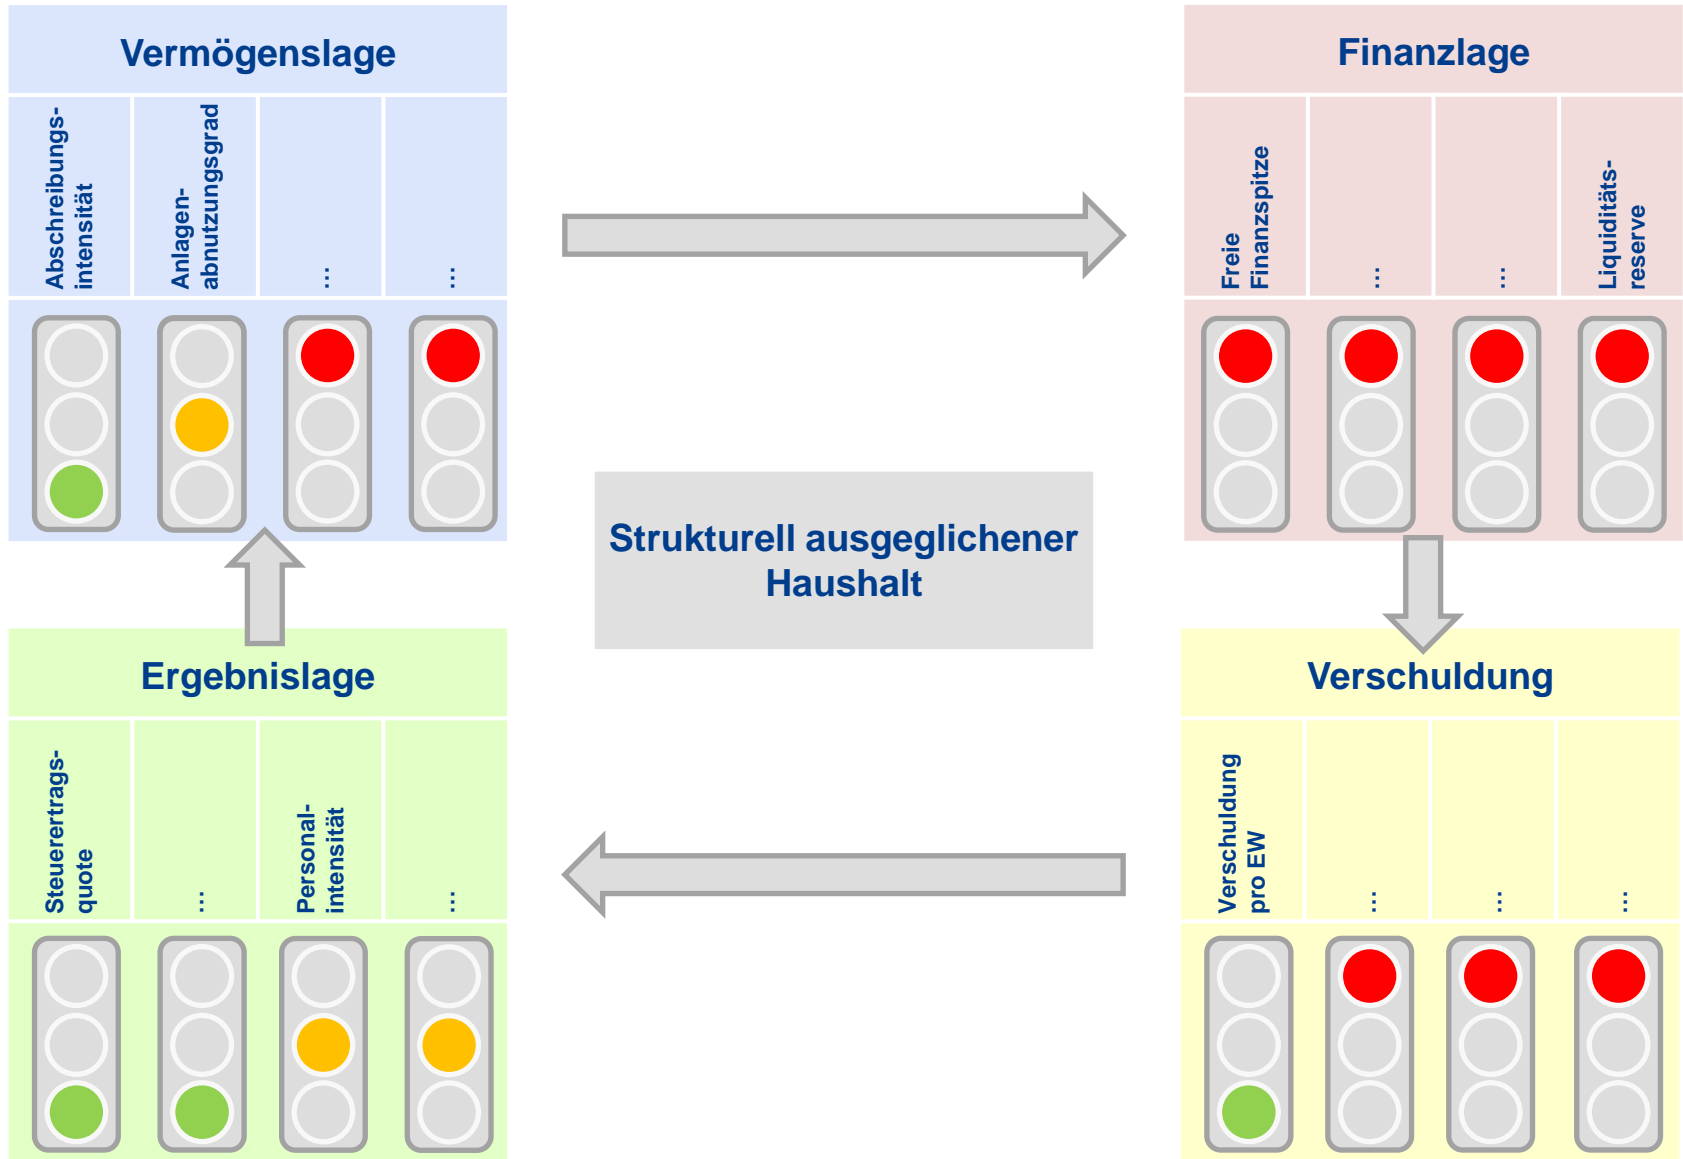 Vermögenslage
Abschreibungs-
intensität
Anlagen-
abnutzungsgrad
...
...
Finanzlage
Freie
Finanzspitze
...
...
Liquiditäts-
reserve
Strukturell ausgeglichener
Haushalt
Ergebnislage
Steuerertrags-
quote
...
Personal-
intensität
...
Verschuldung
Verschuldung
pro EW
...
...
...